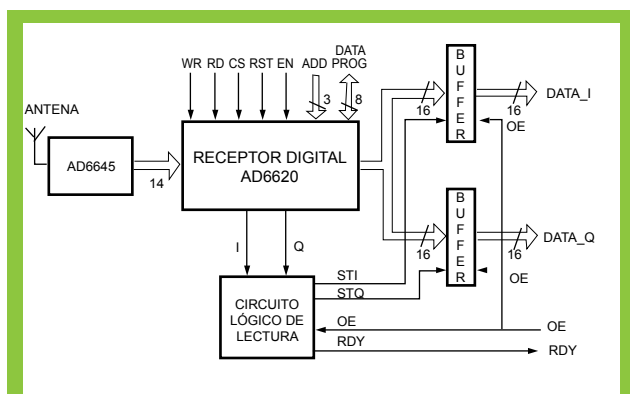 DATA
WR RD CS RST EN ADD PROG
3
8
B
U
F
F
E
R
16
16
DATA_I
OE
ANTENA
AD6645
14
RECEPTOR DIGITAL
AD6620
B
U
F
F
E
R
16
16
DATA_Q
OE
I
Q
CIRCUITO
LÓGICO DE
LECTURA
STI
STQ
OE
OE
RDY
RDY